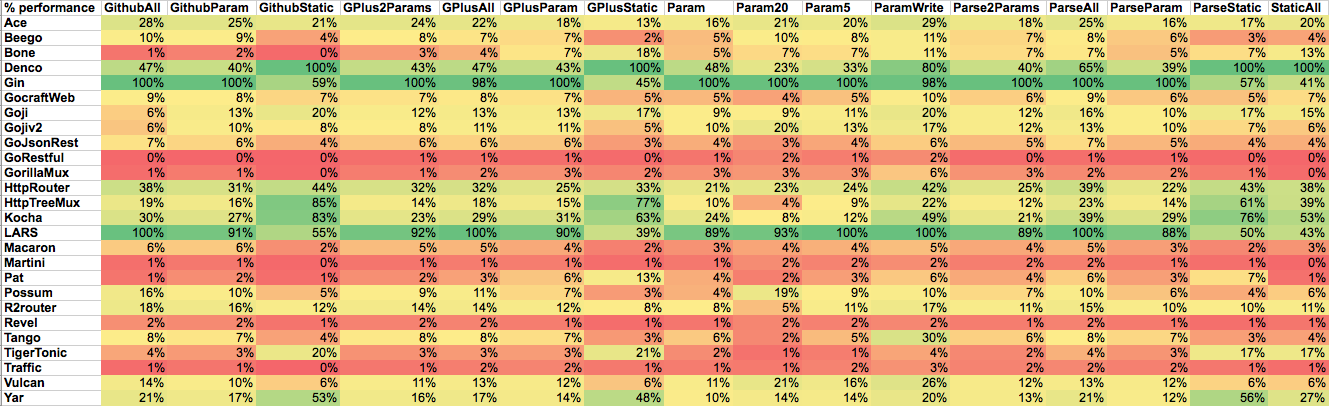 % performance GithubAll GithubParam GithubStatic GPlus2Params GPlusAll GPlusParam GPlusStatic Param Param20 Param5 ParamWrite Parse2Params ParseAll ParseParam ParseStatic StaticAll
Ace 28% 25% 21% 24% 22% 18% 13% 16% 21% 20% 29% 18% 25% 16% 17% 20%
Beego 10% 9% 4% 8% 7% 7% 2% 5% 10% 8% 11% 7% 8% 6% 3% 4%
Bone 1% 2% 0% 3% 4% 7% 18% 5% 7% 7% 11% 7% 7% 5% 7% 13%
Denco 47% 40% 100% 43% 47% 43% 100% 48% 23% 33% 80% 40% 65% 39% 100% 100%
Gin 100% 100% 59% 100% 98% 100% 45% 100% 100% 100% 98% 100% 100% 100% 57% 41%
GocraftWeb 9% 8% 7% 7% 8% 7% 5% 5% 4% 5% 10% 6% 9% 6% 5% 7%
Goji 6% 13% 20% 12% 13% 13% 17% 9% 9% 11% 20% 12% 16% 10% 17% 15%
Gojiv2 6% 10% 8% 8% 11% 11% 5% 10% 20% 13% 17% 12% 13% 10% 7% 6%
GoJsonRest 7% 6% 4% 6% 6% 6% 3% 4% 3% 4% 6% 5% 7% 5% 4% 4%
GoRestful 0% 0% 0% 1% 1% 1% 0% 1% 2% 1% 2% 0% 1% 1% 0% 0%
GorillaMux 1% 1% 0% 1% 2% 3% 2% 3% 3% 3% 6% 3% 2% 2% 1% 0%
HttpRouter 38% 31% 44% 32% 32% 25% 33% 21% 23% 24% 42% 25% 39% 22% 43% 38%
HttpTreeMux 19% 16% 85% 14% 18% 15% 77% 10% 4% 9% 22% 12% 23% 14% 61% 39%
Kocha 30% 27% 83% 23% 29% 31% 63% 24% 8% 12% 49% 21% 39% 29% 76% 53%
LARS 100% 91% 55% 92% 100% 90% 39% 89% 93% 100% 100% 89% 100% 88% 50% 43%
Macaron 6% 6% 2% 5% 5% 4% 2% 3% 4% 4% 5% 4% 5% 3% 2% 3%
Martini 1% 1% 0% 1% 1% 1% 1% 1% 2% 2% 2% 2% 2% 1% 1% 0%
Pat 1% 2% 1% 2% 3% 6% 13% 4% 2% 3% 6% 4% 6% 3% 7% 1%
Possum 16% 10% 5% 9% 11% 7% 3% 4% 19% 9% 10% 7% 10% 6% 4% 6%
R2router 18% 16% 12% 14% 14% 12% 8% 8% 5% 11% 17% 11% 15% 10% 10% 11%
Revel 2% 2% 1% 2% 2% 1% 1% 1% 2% 2% 2% 1% 2% 1% 1% 1%
Tango 8% 7% 4% 8% 8% 7% 3% 6% 2% 5% 30% 6% 8% 7% 3% 4%
TigerTonic 4% 3% 20% 3% 3% 3% 21% 2% 1% 1% 4% 2% 4% 3% 17% 17%
Traffic 1% 1% 0% 1% 2% 2% 1% 1% 1% 2% 3% 2% 2% 2% 1% 1%
Vulcan 14% 10% 6% 11% 13% 12% 6% 11% 21% 16% 26% 12% 13% 12% 6% 6%
Yar 21% 17% 53% 16% 17% 14% 48% 10% 14% 14% 20% 13% 21% 12% 56% 27%